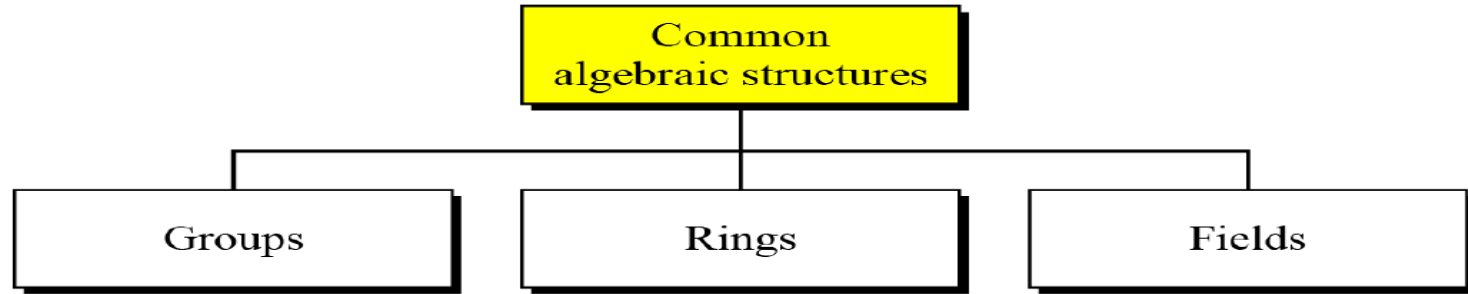 Common
algebraic structures
Groups
Rings
Fields